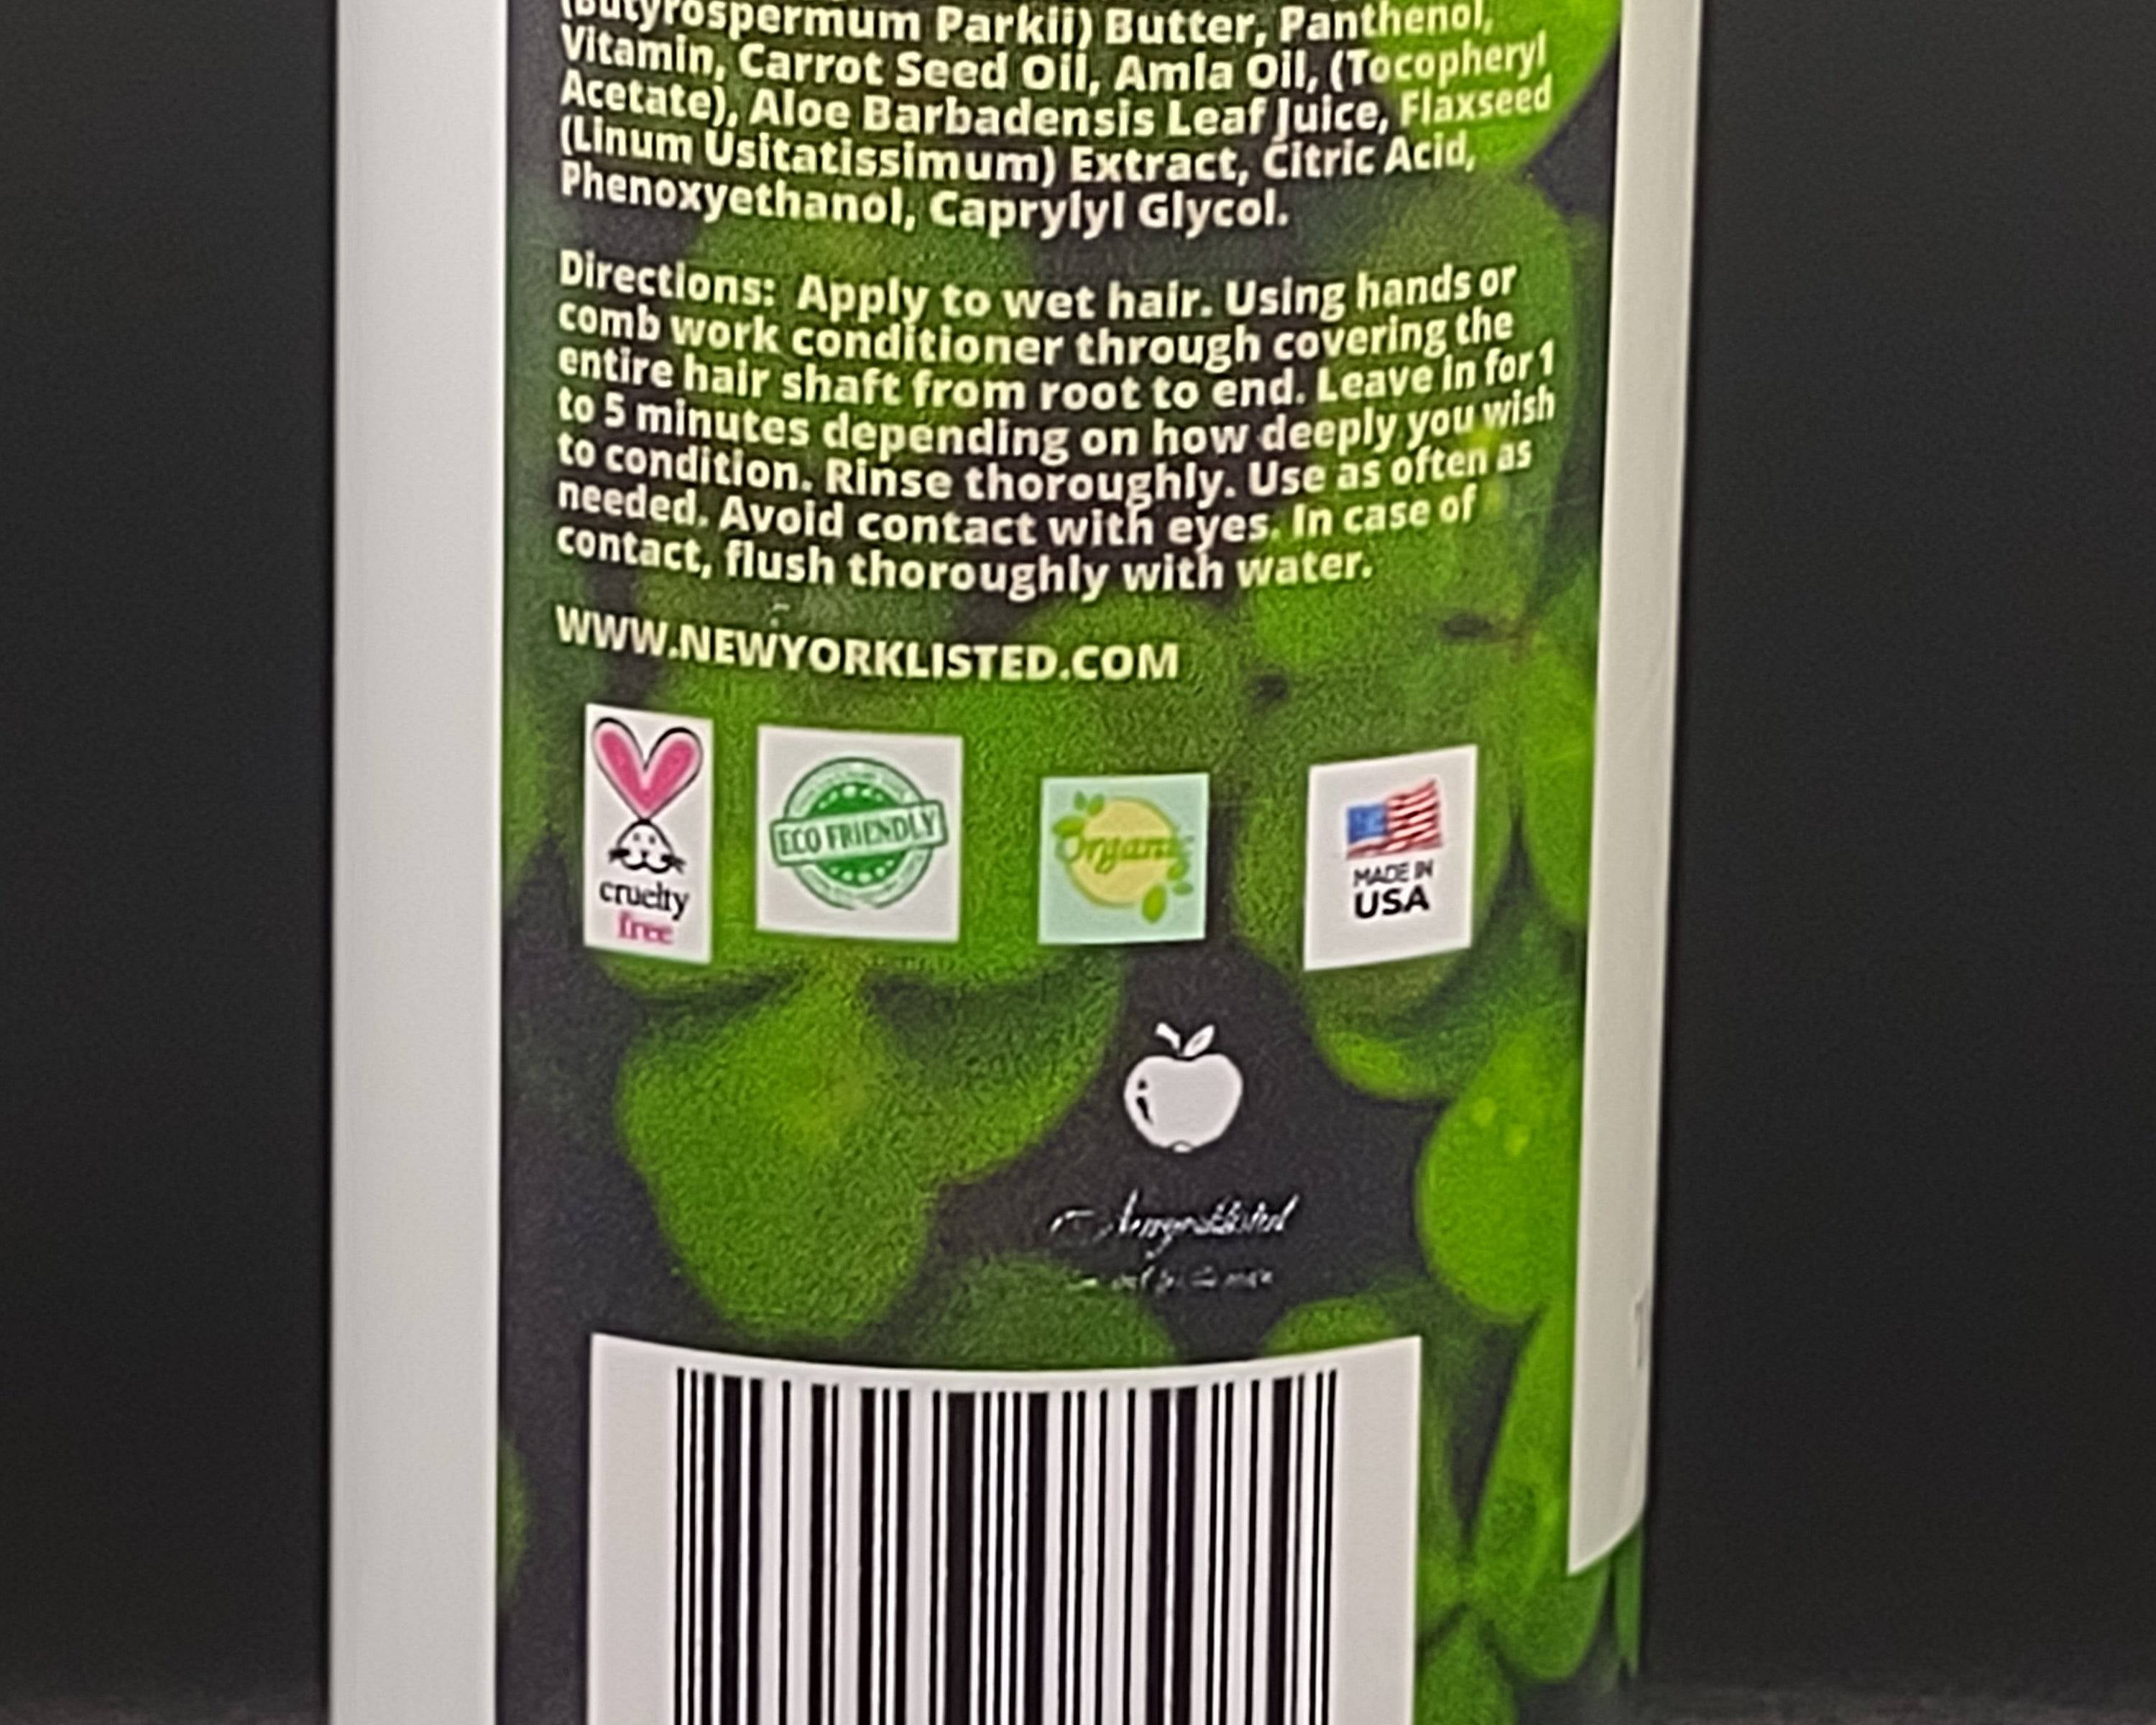 (Butyrospermum Parkii) Butter, Panthenol,
Vitamin, Carrot Seed Oil, Amla Oil, (Tocopheryl
Acetate), Aloe Barbadensis Leaf Juice, Flaxseed
(Linum Usitatissimum) Extract, Citric Acid,
Phenoxyethanol, Caprylyl Glycol.
Directions: Apply to wet hair. Using hands or
comb work conditioner through covering the
entire hair shaft from root to end. Leave in for 1
to 5 minutes depending on how deeply you wish
to condition. Rinse thoroughly. Use as often as
needed. Avoid contact with eyes. In case of
contact, flush thoroughly with water.
WWW.NEWYORKLISTED.COM
cruelty
free
ECO FRIENDLY
Organic
MADE IN
USA